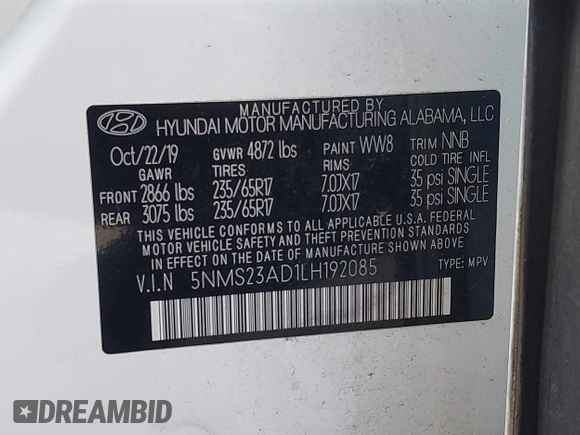 MANUFACTURED BY
HYUNDAI MOTOR MANUFACTURING ALABAMA, LLC
Oct/22/19 GVWR 4872 lbs PAINT WW8 TRIM NNB
GAWR TIRES RIMS COLD TIRE INFL
FRONT 2866 lbs 235/65R17 7.0JX17 35 psi SINGLE
REAR 3075 lbs 235/65R17 7.0JX17 35 psi SINGLE
THIS VEHICLE CONFORMS TO ALL APPLICABLE U.S.A. FEDERAL
MOTOR VEHICLE SAFETY AND BUMPER STANDARDS
IN EFFECT ON THE DATE OF MANUFACTURE SHOWN ABOVE
V.I.N 5NMS23AD1LH192085 TYPE: MPV
DREAMBID